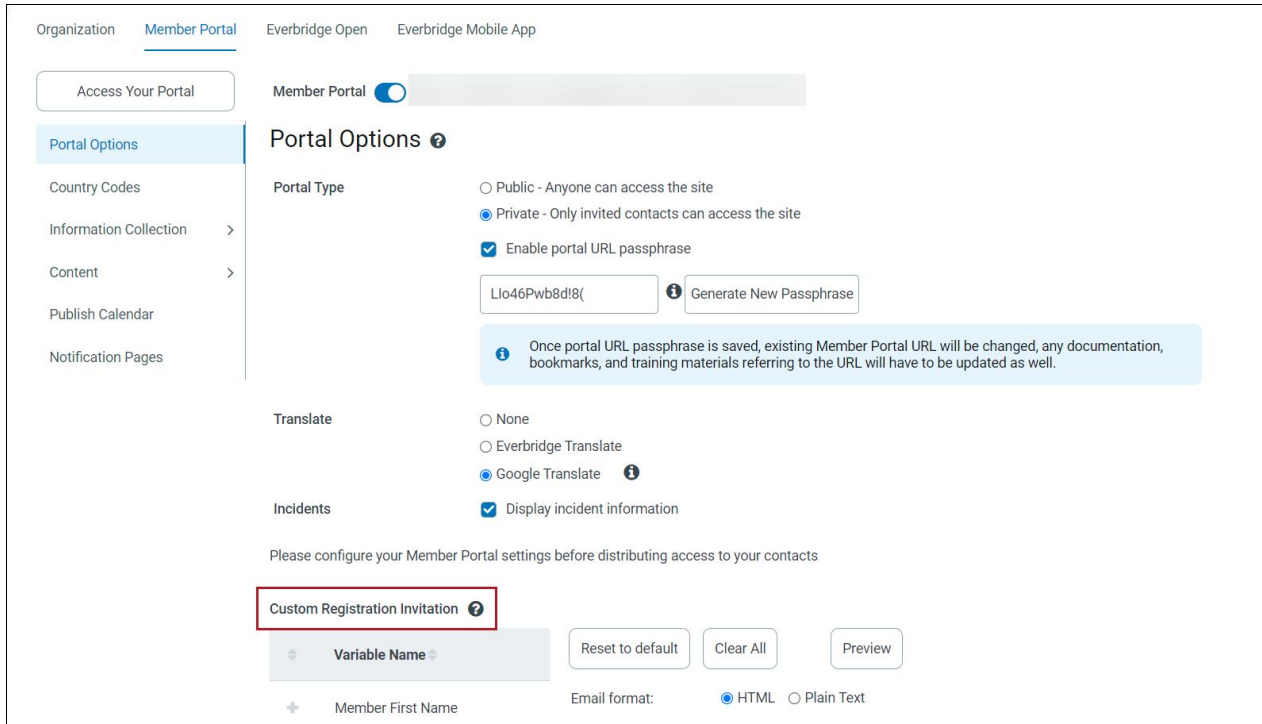 Organization Member Portal Everbridge Open Everbridge Mobile App
Access Your Portal
Member Portal
Portal Options
Country Codes
Information Collection
Content
Publish Calendar
Notification Pages
Portal Options
Portal Type
Public - Anyone can access the site
Private - Only invited contacts can access the site
Enable portal URL passphrase
LIo46Pwb8d!8(
Generate New Passphrase
Once portal URL passphrase is saved, existing Member Portal URL will be changed, any documentation,
bookmarks, and training materials referring to the URL will have to be updated as well.
Translate
None
Everbridge Translate
Google Translate
Incidents
Display incident information
Please configure your Member Portal settings before distributing access to your contacts
Custom Registration Invitation
Variable Name
Reset to default Clear All Preview
Member First Name
Email format: HTML Plain Text